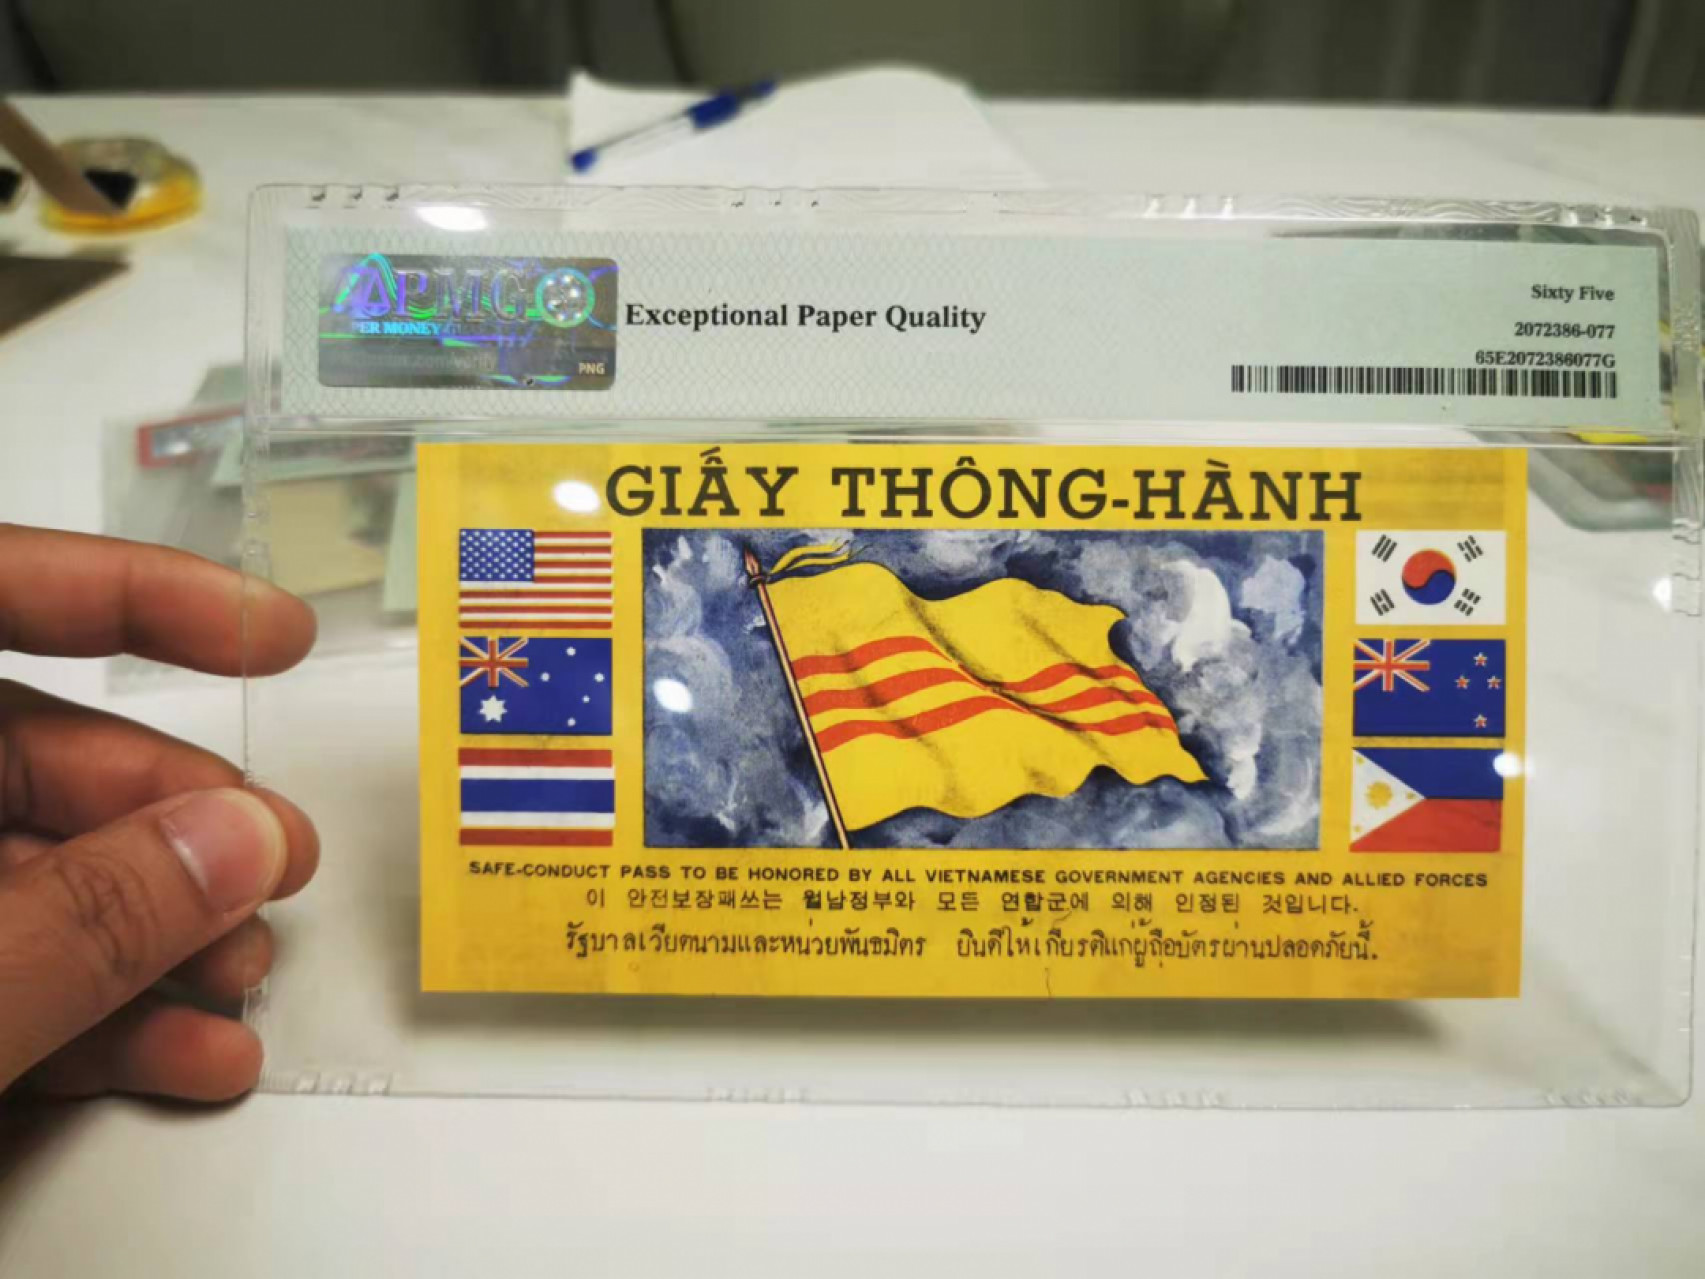 PMG
PER MONEY
PNG
Exceptional Paper Quality
Sixty Five
2072386-077
65E2072386077G
GIẤY THÔNG-HÀNH
SAFE-CONDUCT PASS TO BE HONORED BY ALL VIETNAMESE GOVERNMENT AGENCIES AND ALLIED FORCES
이 안전보장패쓰는 월남정부와 모든 연합군에 의해 인정된 것입니다.
รัฐบาลเวียตนามและหน่วยพันธมิตร ยินดีให้เกียรติแก่ผู้ถือบัตรผ่านปลอดภัยนี้.